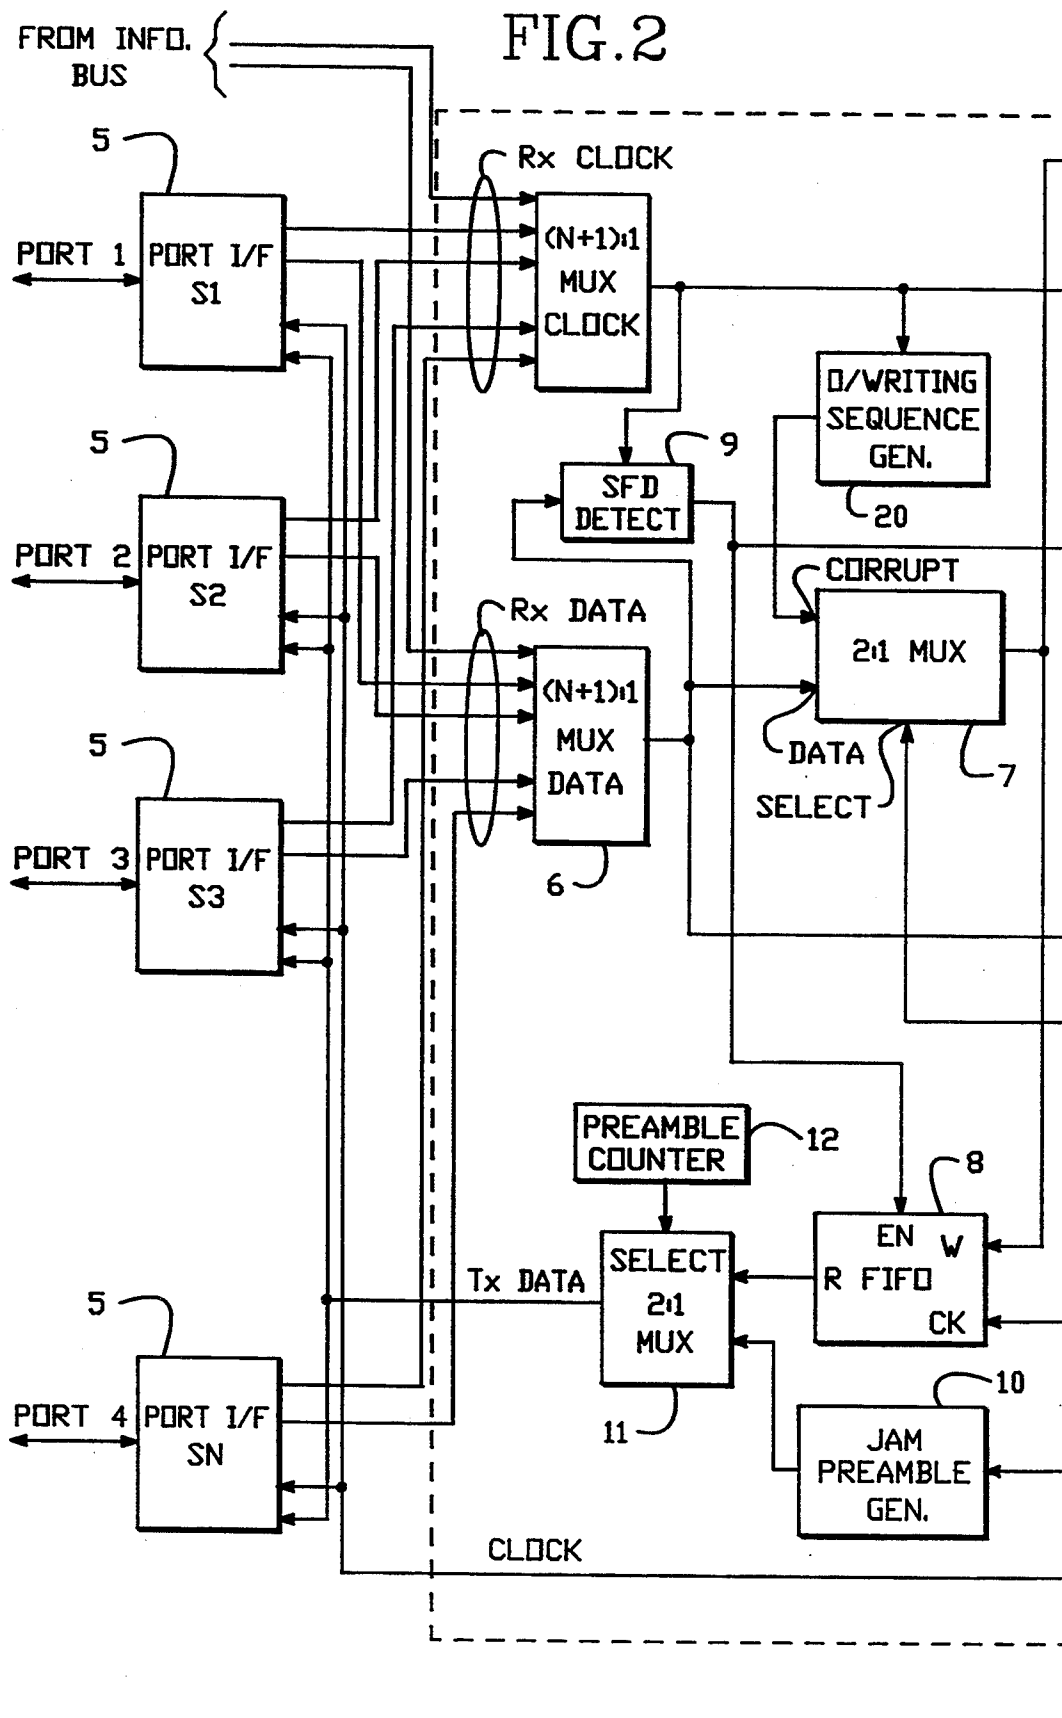 FIG.2
FROM INFO.
BUS
5
PORT 1
PORT I/F
S1
Rx CLOCK
(N+1):1
MUX
CLOCK
O/WRITING
SEQUENCE
GEN.
20
5
PORT 2
PORT I/F
S2
9
SFD
DETECT
CORRUPT
2:1 MUX
DATA
SELECT
7
Rx DATA
(N+1):1
MUX
DATA
6
5
PORT 3
PORT I/F
S3
PREAMBLE
COUNTER
12
8
EN
W
R FIFO
CK
SELECT
2:1
MUX
11
Tx DATA
5
PORT 4
PORT I/F
SN
10
JAM
PREAMBLE
GEN.
CLOCK